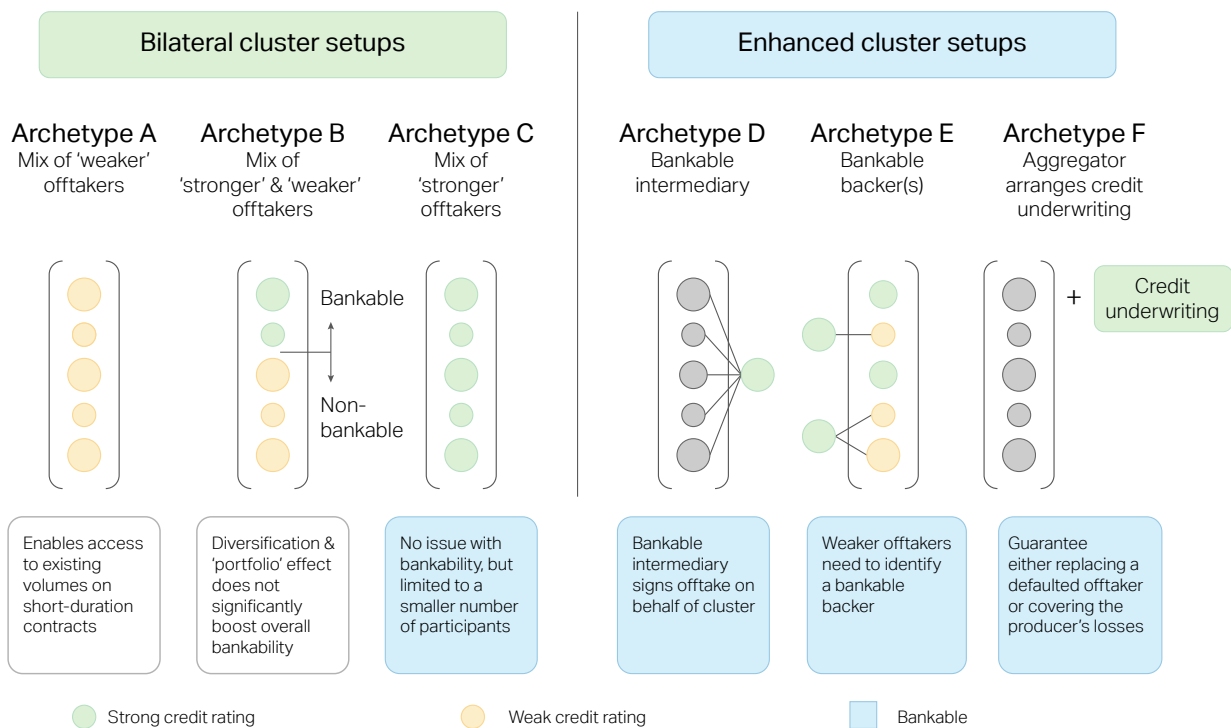 Bilateral cluster setups
Enhanced cluster setups
Archetype A
Mix of ‘weaker’
offtakers
Archetype B
Mix of
‘stronger’ & ‘weaker’
offtakers
Archetype C
Mix of
‘stronger’
offtakers
Archetype D
Bankable
intermediary
Archetype E
Bankable
backer(s)
Archetype F
Aggregator
arranges credit
underwriting
Bankable
Non-
bankable
+
Credit
underwriting
Enables access
to existing
volumes on
short-duration
contracts
Diversification &
‘portfolio’ effect
does not
significantly
boost overall
bankability
No issue with
bankability, but
limited to a
smaller number
of participants
Bankable
intermediary
signs offtake on
behalf of cluster
Weaker offtakers
need to identify
a bankable
backer
Guarantee
either replacing a
defaulted offtaker
or covering the
producer’s losses
Strong credit rating
Weak credit rating
Bankable